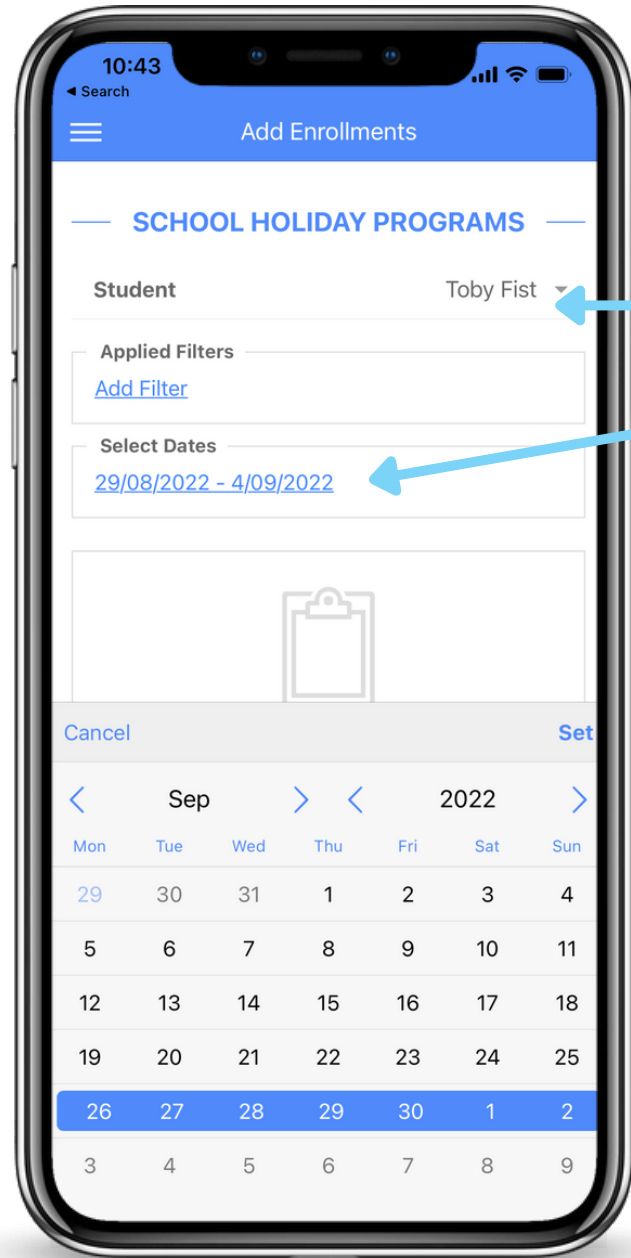 10:43
◀ Search
Add Enrollments
SCHOOL HOLIDAY PROGRAMS
Student Toby Fist
Applied Filters
Add Filter
Select Dates
29/08/2022 - 4/09/2022
Cancel Set
Sep 2022
Mon Tue Wed Thu Fri Sat Sun
29 30 31 1 2 3 4
5 6 7 8 9 10 11
12 13 14 15 16 17 18
19 20 21 22 23 24 25
26 27 28 29 30 1 2
3 4 5 6 7 8 9